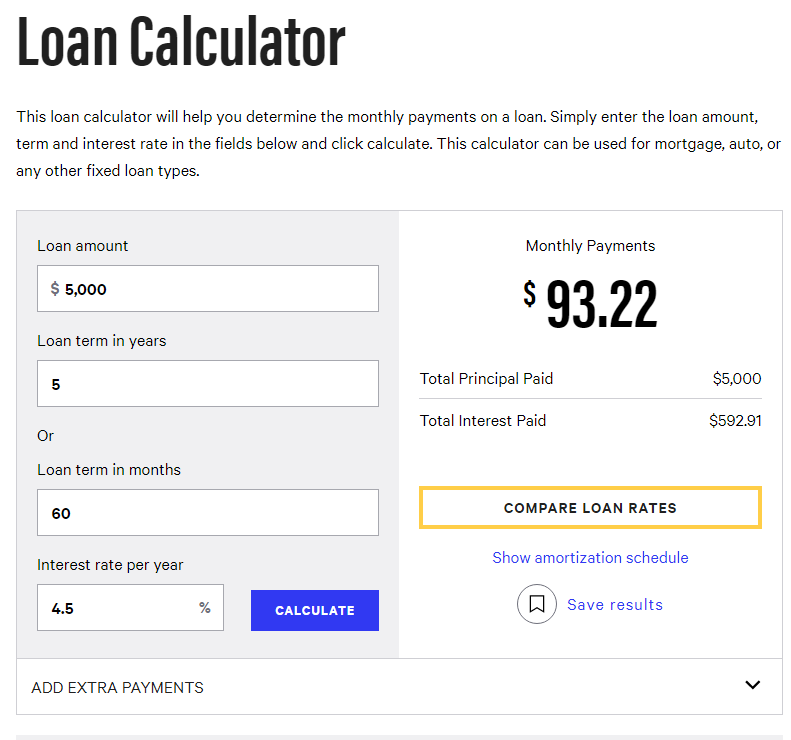 Loan Calculator
This loan calculator will help you determine the monthly payments on a loan. Simply enter the loan amount,
term and interest rate in the fields below and click calculate. This calculator can be used for mortgage, auto, or
any other fixed loan types.
Loan amount
$ 5,000
Loan term in years
5
Or
Loan term in months
60
Interest rate per year
4.5 %
CALCULATE
Monthly Payments
$ 93.22
Total Principal Paid $5,000
Total Interest Paid $592.91
COMPARE LOAN RATES
Show amortization schedule
Save results
ADD EXTRA PAYMENTS